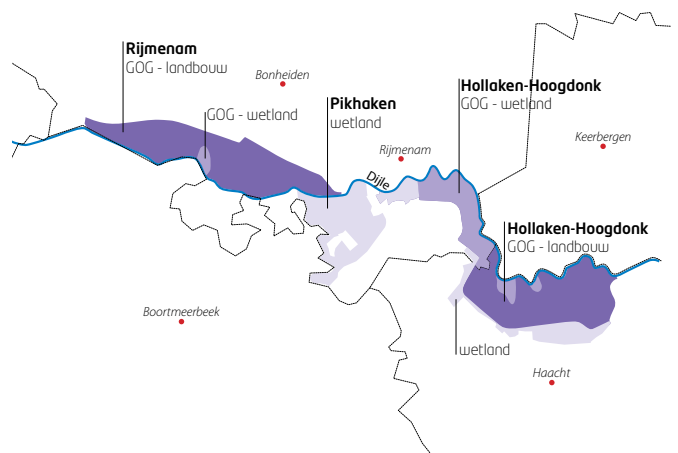 Rijmenam
GOG - landbouw
Bonheiden
GOG - wetland
Pikhaken
wetland
Hollaken-Hoogdonk
GOG - wetland
Keerbergen
Rijmenam
Dijle
Hollaken-Hoogdonk
GOG - landbouw
Boortmeerbeek
wetland
Haacht